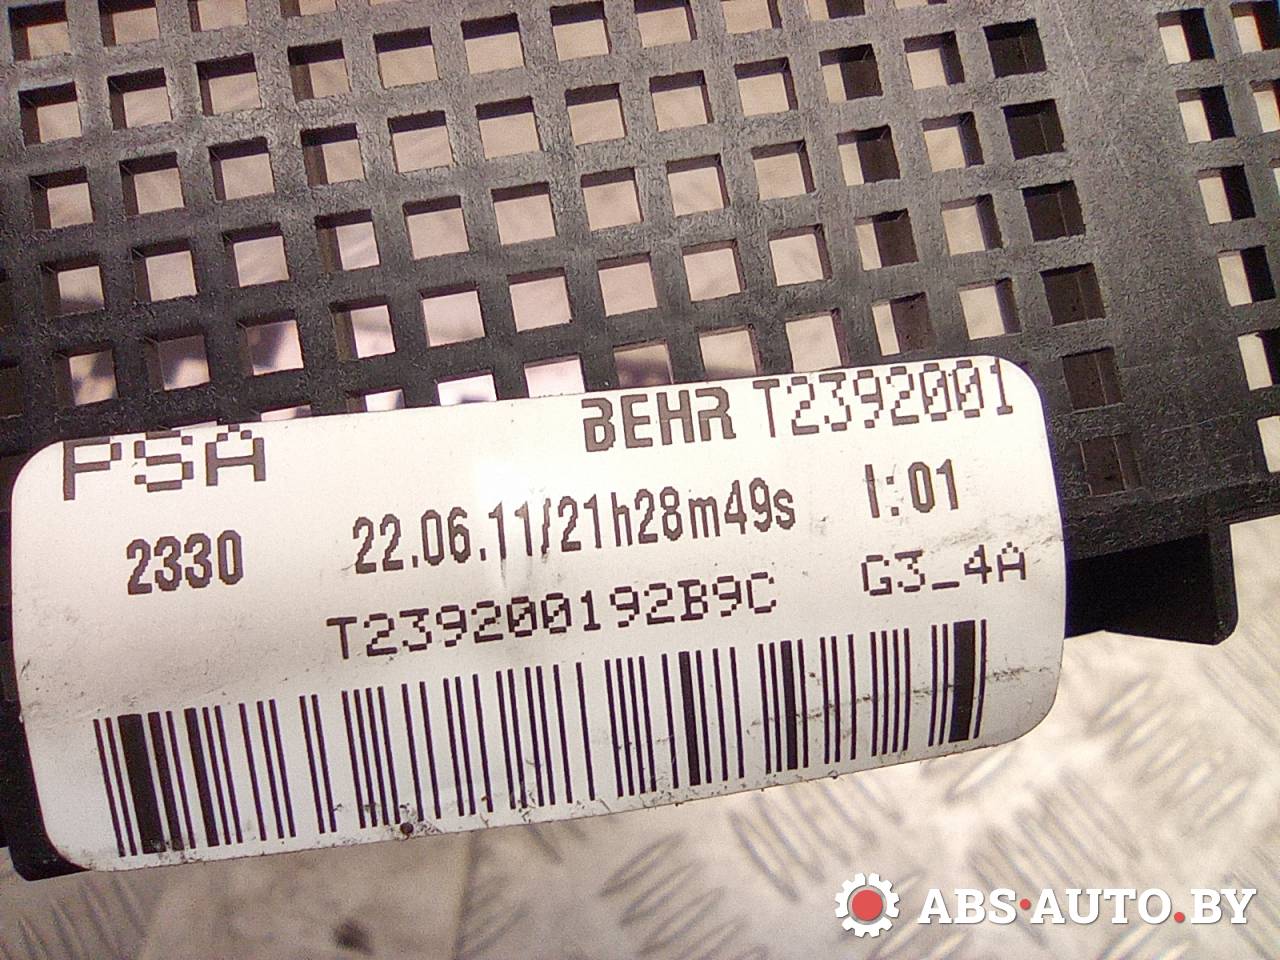 PSA BEHR T2392001
2330 22.06.11/21h28m49s I:01
T239200192B9C G3_4A
ABS·AUTO.BY